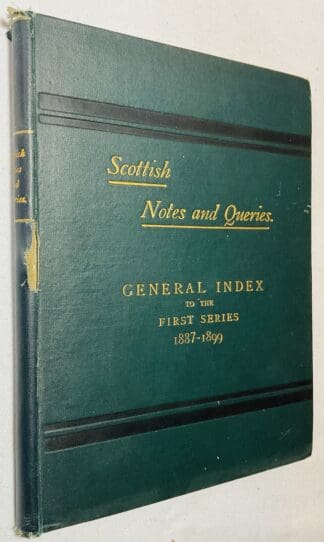 Scottish
Notes and Queries.
GENERAL INDEX
TO THE
FIRST SERIES
1887-1899